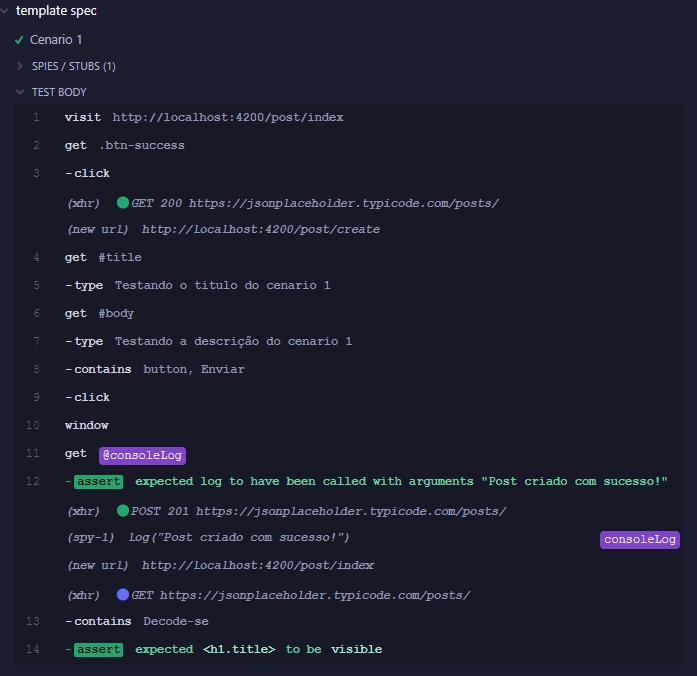 template spec
Cenario 1
SPIES / STUBS (1)
TEST BODY
1 visit http://localhost:4200/post/index
2 get .btn-success
3 -click
(xhr) GET 200 https://jsonplaceholder.typicode.com/posts/
(new url) http://localhost:4200/post/create
4 get #title
5 -type Testando o titulo do cenario 1
6 get #body
7 -type Testando a descrição do cenario 1
8 -contains button, Enviar
9 -click
10 window
11 get @consoleLog
12 -assert expected log to have been called with arguments "Post criado com sucesso!"
(xhr) POST 201 https://jsonplaceholder.typicode.com/posts/
(spy-1) log("Post criado com sucesso!") consoleLog
(new url) http://localhost:4200/post/index
(xhr) GET https://jsonplaceholder.typicode.com/posts/
13 -contains Decode-se
14 -assert expected <h1.title> to be visible